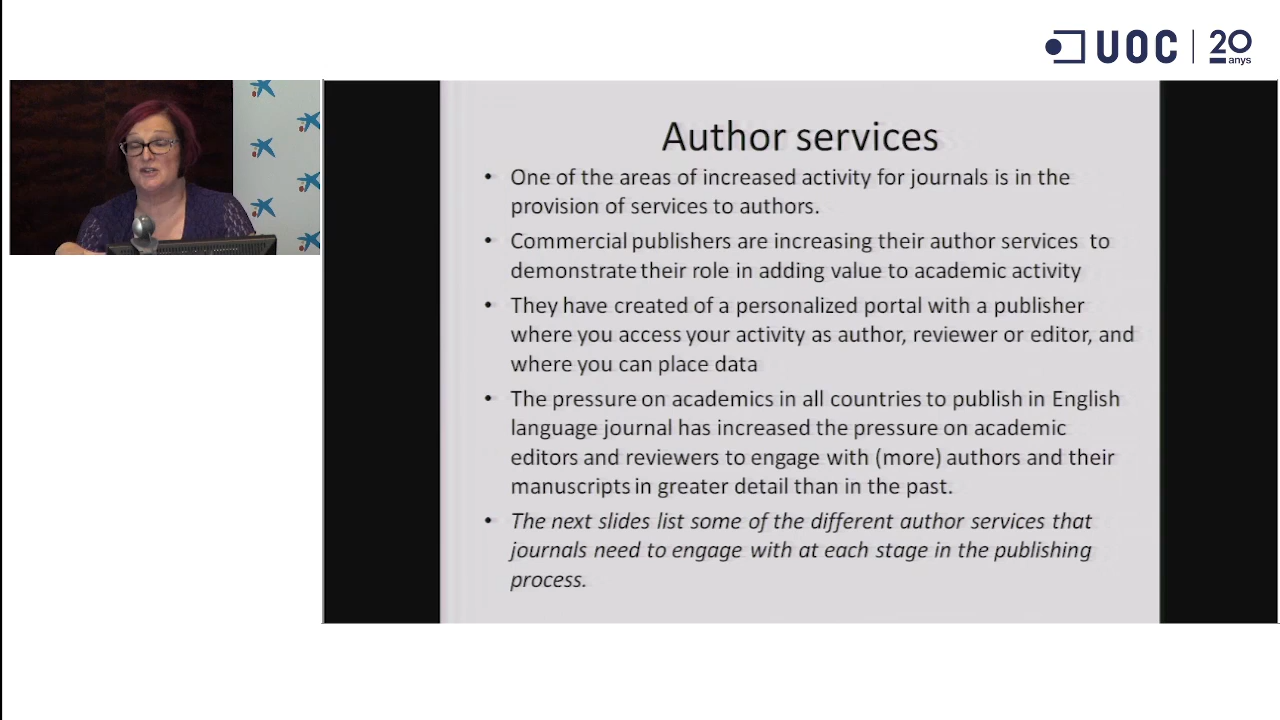 UOC
20
anys
Author services
• One of the areas of increased activity for journals is in the
provision of services to authors.
• Commercial publishers are increasing their author services to
demonstrate their role in adding value to academic activity
• They have created of a personalized portal with a publisher
where you access your activity as author, reviewer or editor, and
where you can place data
• The pressure on academics in all countries to publish in English
language journal has increased the pressure on academic
editors and reviewers to engage with (more) authors and their
manuscripts in greater detail than in the past.
• The next slides list some of the different author services that
journals need to engage with at each stage in the publishing
process.